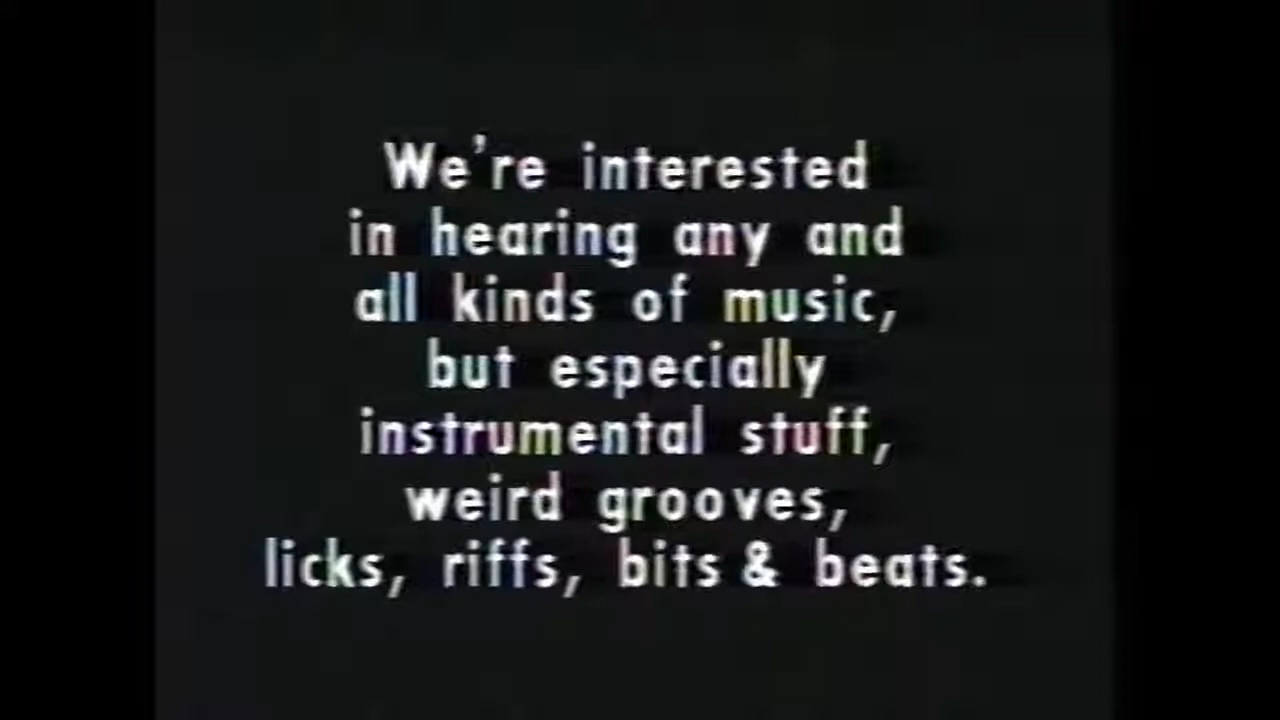 We're interested
in hearing any and
all kinds of music,
but especially
instrumental stuff,
weird grooves,
licks, riffs, bits & beats.